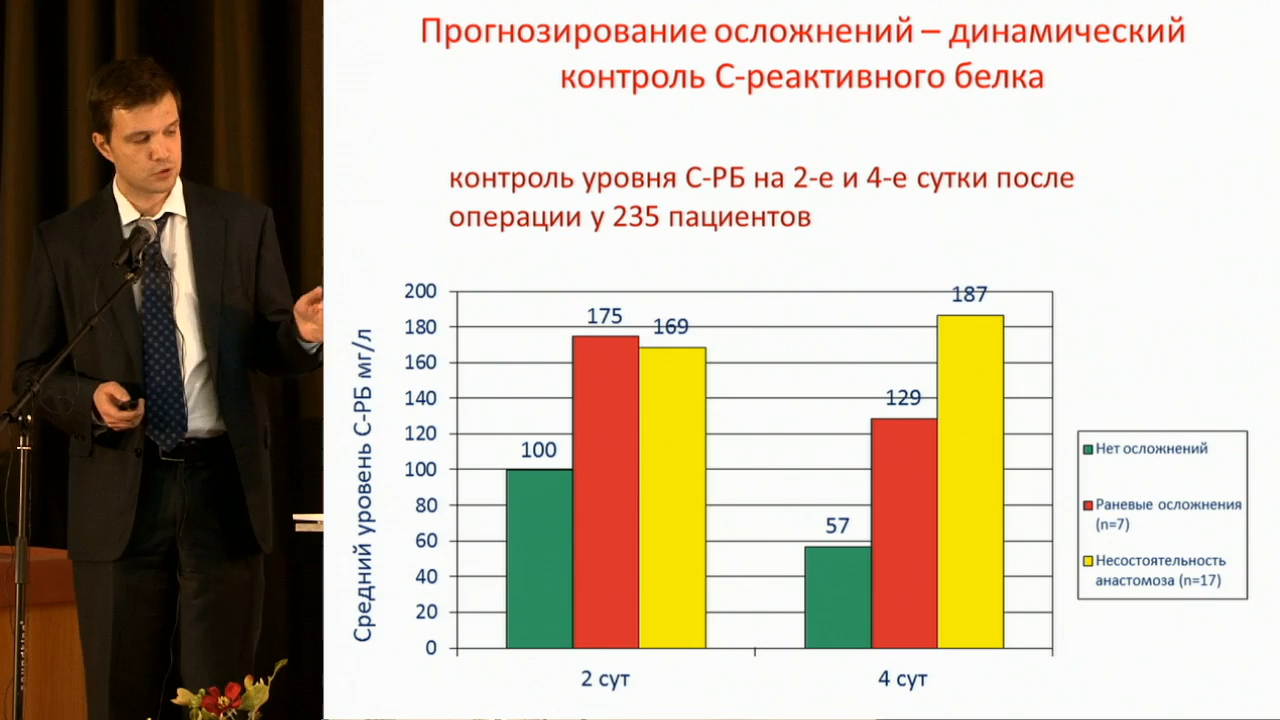 Прогнозирование осложнений – динамический
контроль С-реактивного белка
контроль уровня С-РБ на 2-е и 4-е сутки после
операции у 235 пациентов
Средний уровень С-РБ мг/л
200
180
160
140
120
100
80
60
40
20
0
100
175
169
57
129
187
2 сут
4 сут
Нет осложнений
Раневые осложнения
(n=7)
Несостоятельность
анастомоза (n=17)